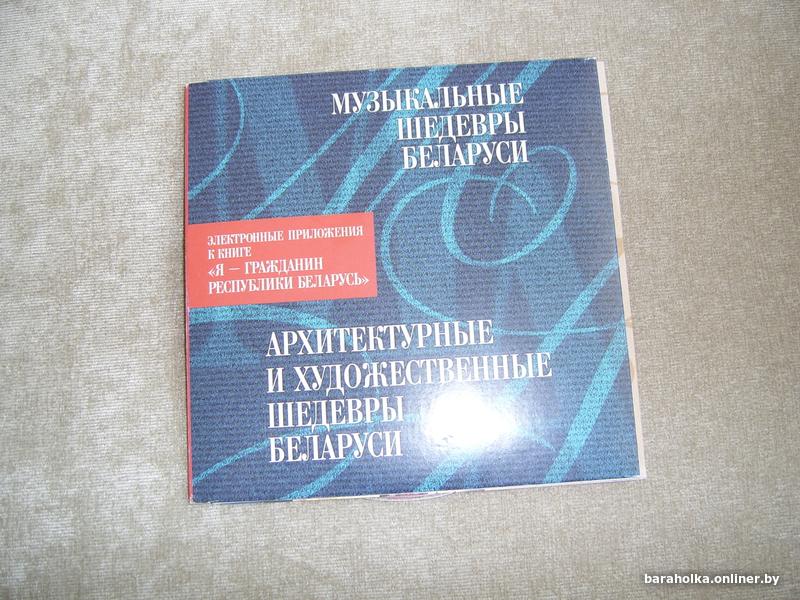 МУЗЫКАЛЬНЫЕ
ШЕДЕВРЫ
БЕЛАРУСИ
ЭЛЕКТРОННЫЕ ПРИЛОЖЕНИЯ
К КНИГЕ
«Я — ГРАЖДАНИН
РЕСПУБЛИКИ БЕЛАРУСЬ»
АРХИТЕКТУРНЫЕ
И ХУДОЖЕСТВЕННЫЕ
ШЕДЕВРЫ
БЕЛАРУСИ
baraholka.onliner.by